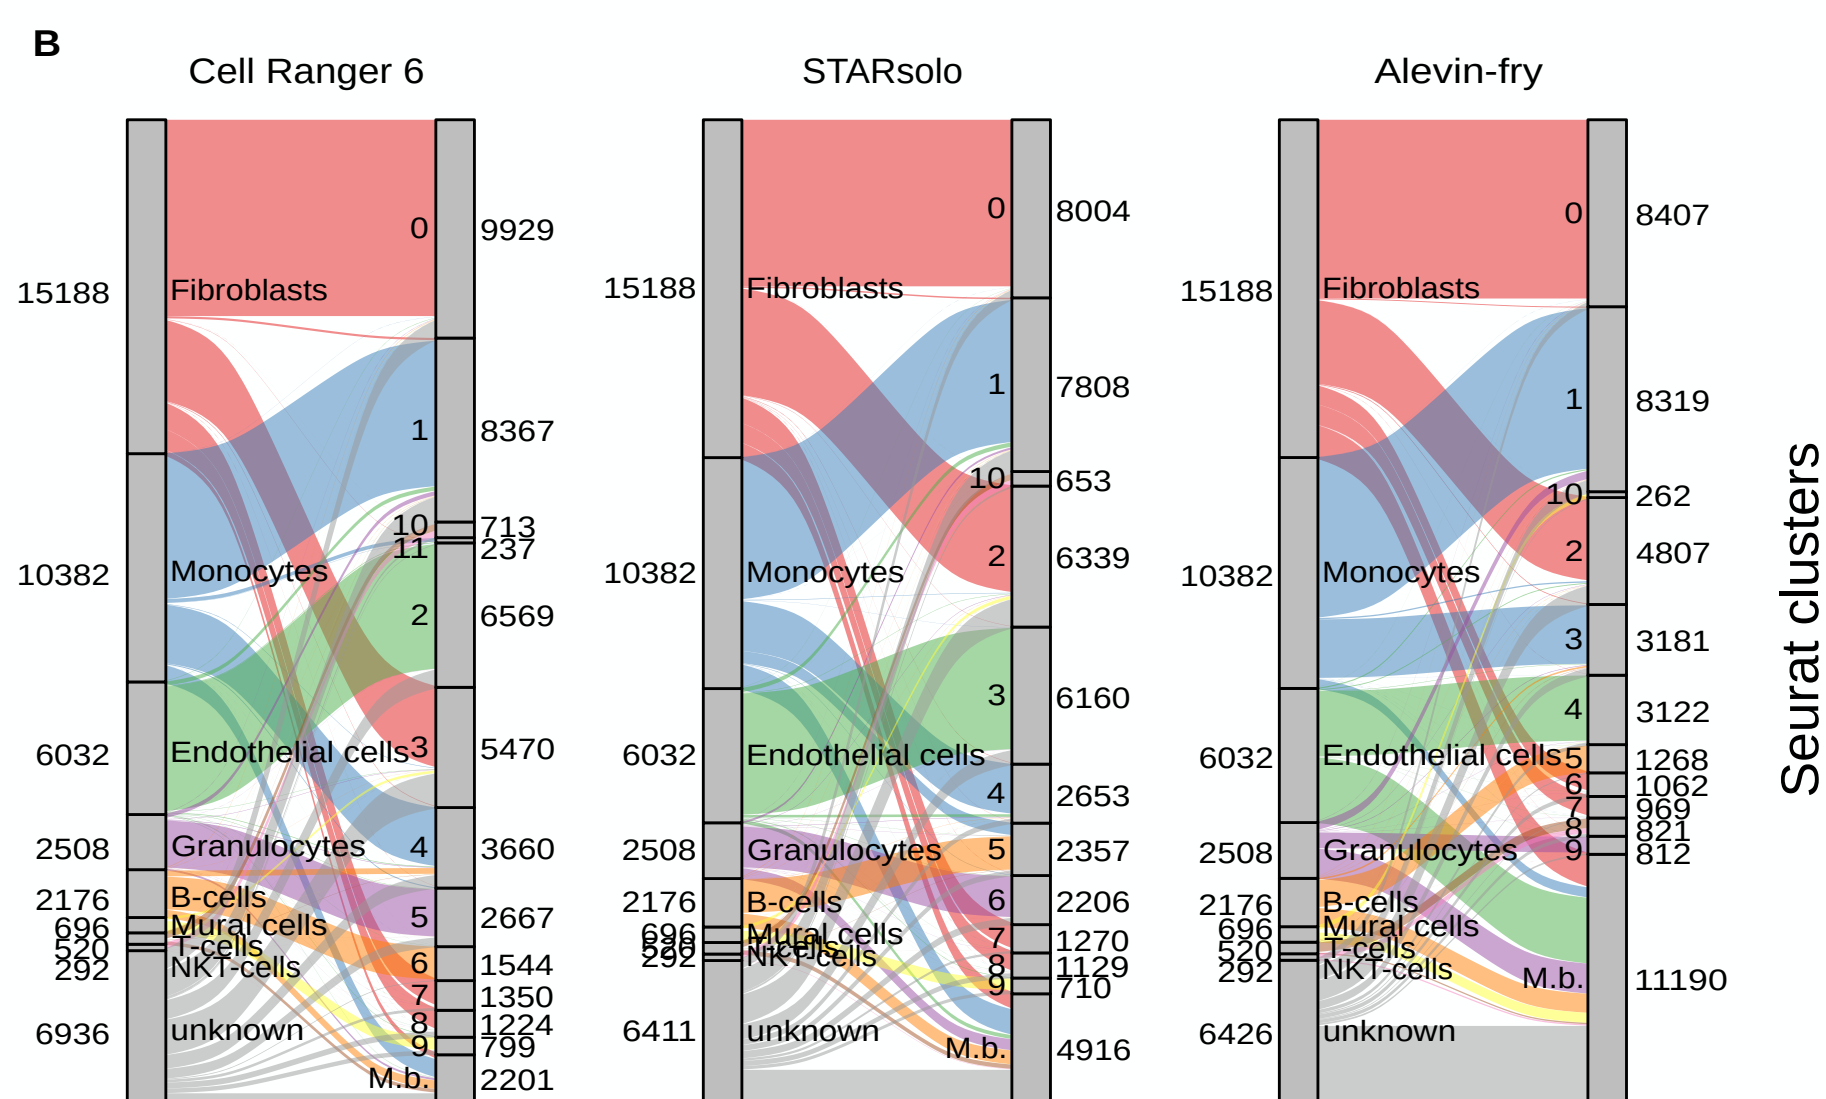 B
Cell Ranger 6
STARsolo
Alevin-fry
15188
10382
6032
2508
2176
696
520
292
6936
Fibroblasts
Monocytes
Endothelial cells
Granulocytes
B-cells
Mural cells
T-cells
NKT-cells
unknown
0
1
10
11
2
3
4
5
6
7
8
9
M.b.
9929
8367
713
237
6569
5470
3660
2667
1544
1350
1224
799
2201
15188
10382
6032
2508
2176
696
292
6411
Fibroblasts
Monocytes
Endothelial cells
Granulocytes
B-cells
Mural cells
NKT-cells
unknown
0
1
10
2
3
4
5
6
7
8
9
M.b.
8004
7808
653
6339
6160
2653
2357
2206
1270
1129
710
4916
15188
10382
6032
2508
2176
696
520
292
6426
Fibroblasts
Monocytes
Endothelial cells
Granulocytes
B-cells
Mural cells
T-cells
NKT-cells
unknown
0
1
10
2
3
4
5
6
7
8
9
M.b.
8407
8319
262
4807
3181
3122
1268
1062
969
821
812
11190
Seurat clusters